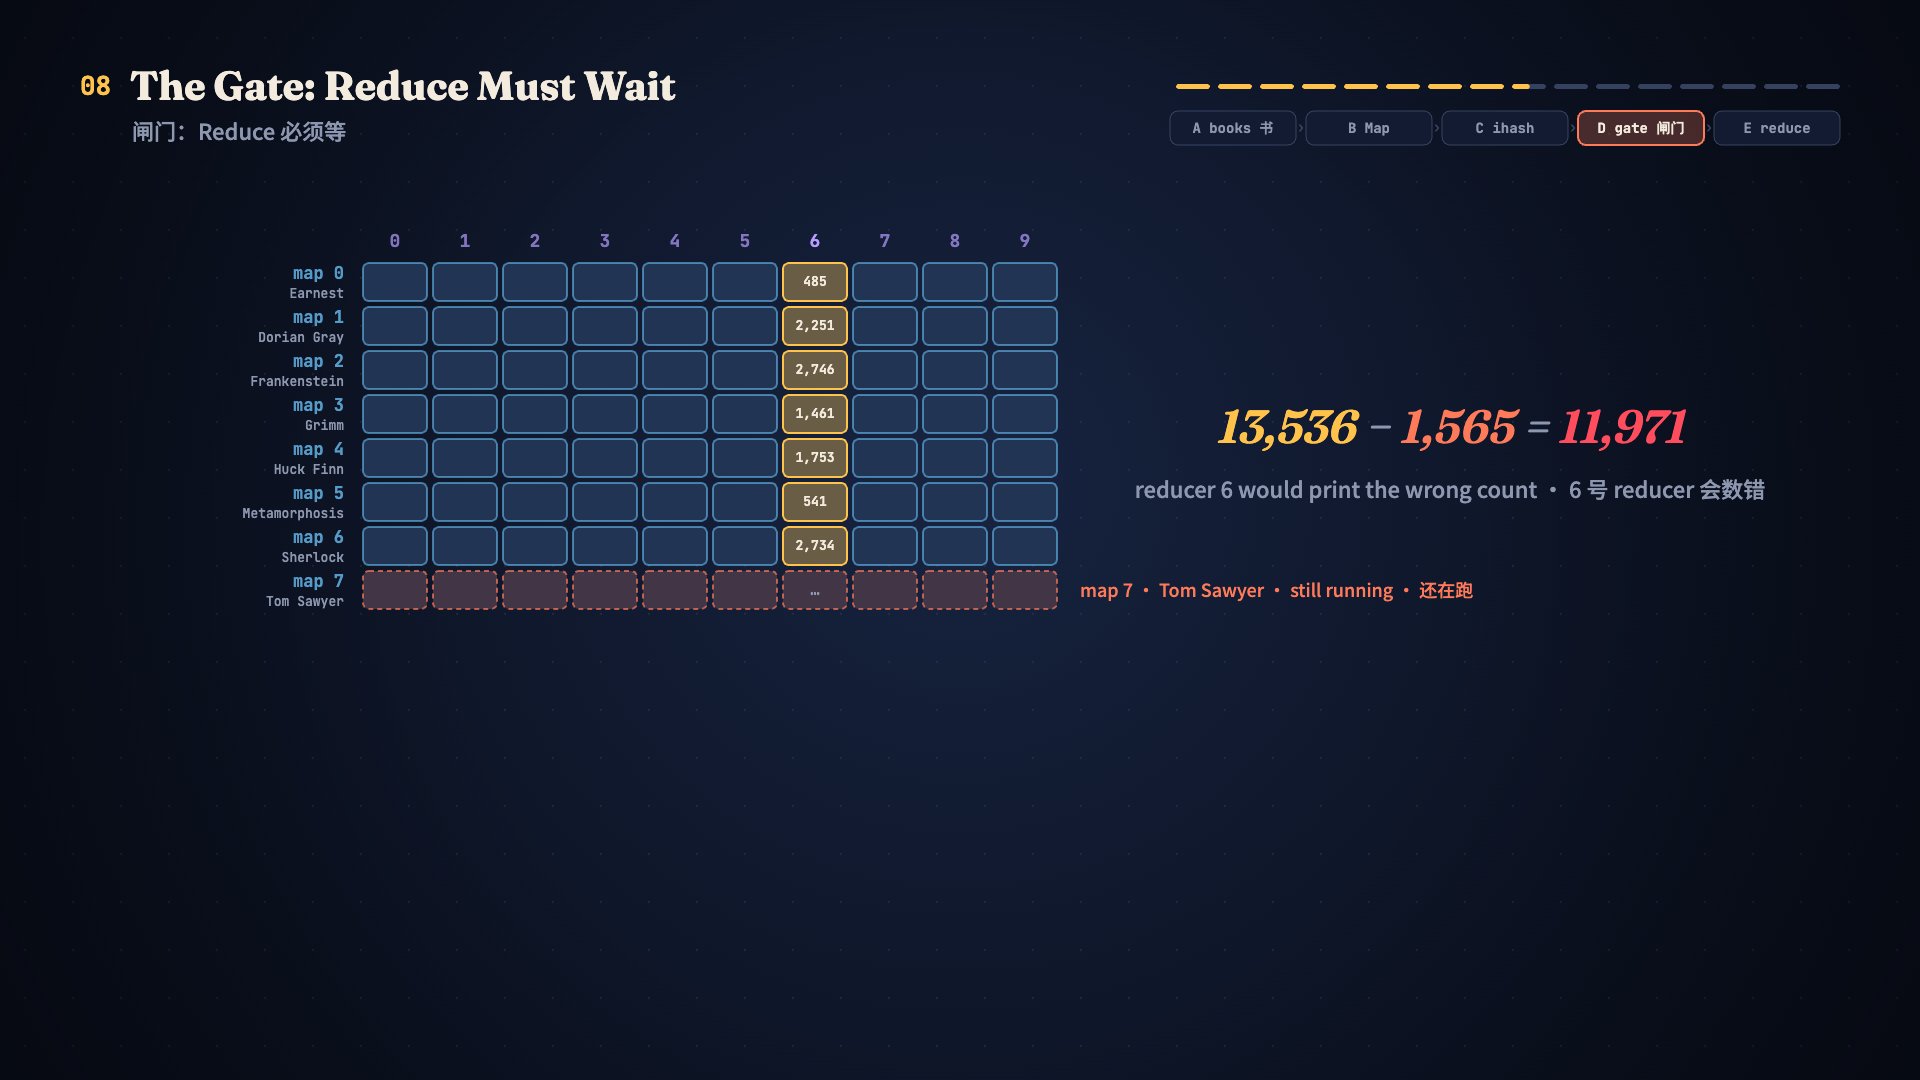 08 The Gate: Reduce Must Wait
闸门：Reduce 必须等
A books 书 › B Map › C ihash › D gate 闸门 › E reduce
0 1 2 3 4 5 6 7 8 9
map 0
Earnest
485
map 1
Dorian Gray
2,251
map 2
Frankenstein
2,746
map 3
Grimm
1,461
map 4
Huck Finn
1,753
map 5
Metamorphosis
541
map 6
Sherlock
2,734
map 7
Tom Sawyer
…
map 7 • Tom Sawyer • still running • 还在跑
13,536 – 1,565 = 11,971
reducer 6 would print the wrong count • 6 号 reducer 会数错